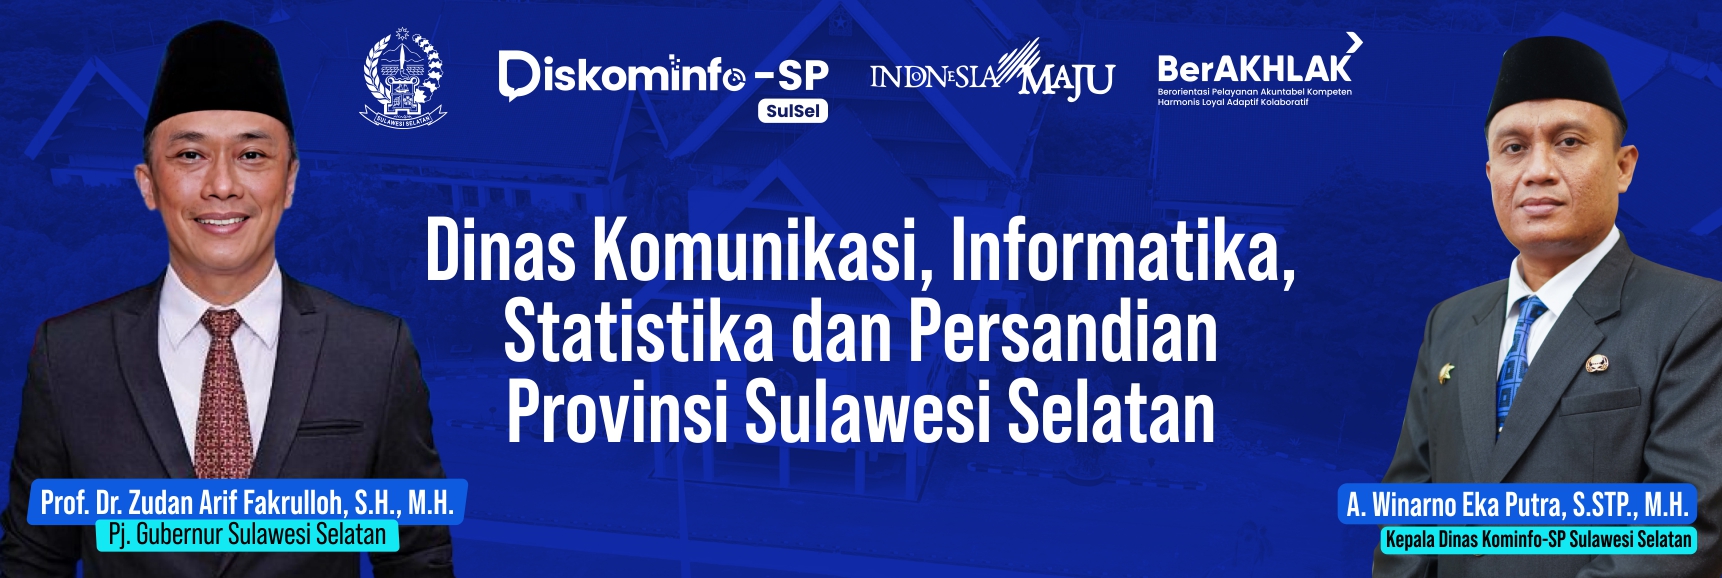 SULAWESI SELATAN
Diskominfo-SP
SulSel
INDONESIA MAJU
BerAKHLAK
Berorientasi Pelayanan Akuntabel Kompeten
Harmonis Loyal Adaptif Kolaboratif
Dinas Komunikasi, Informatika,
Statistika dan Persandian
Provinsi Sulawesi Selatan
Prof. Dr. Zudan Arif Fakrulloh, S.H., M.H.
Pj. Gubernur Sulawesi Selatan
A. Winarno Eka Putra, S.STP., M.H.
Kepala Dinas Kominfo-SP Sulawesi Selatan